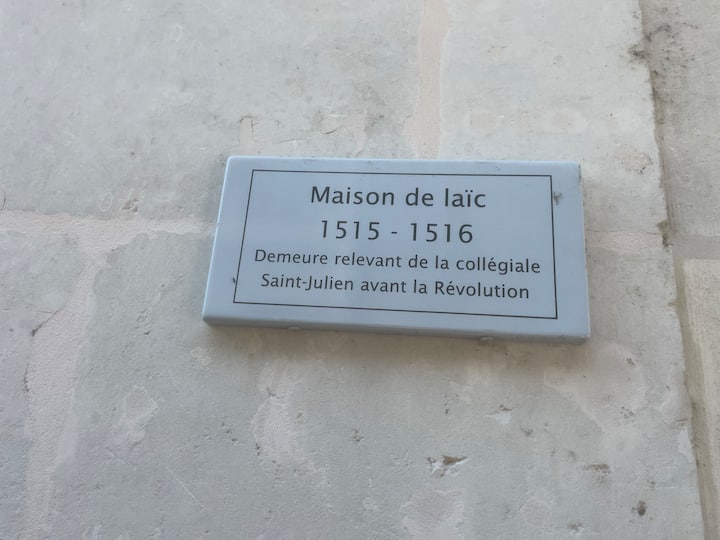 Maison de laïc
1515 - 1516
Demeure relevant de la collégiale
Saint-Julien avant la Révolution